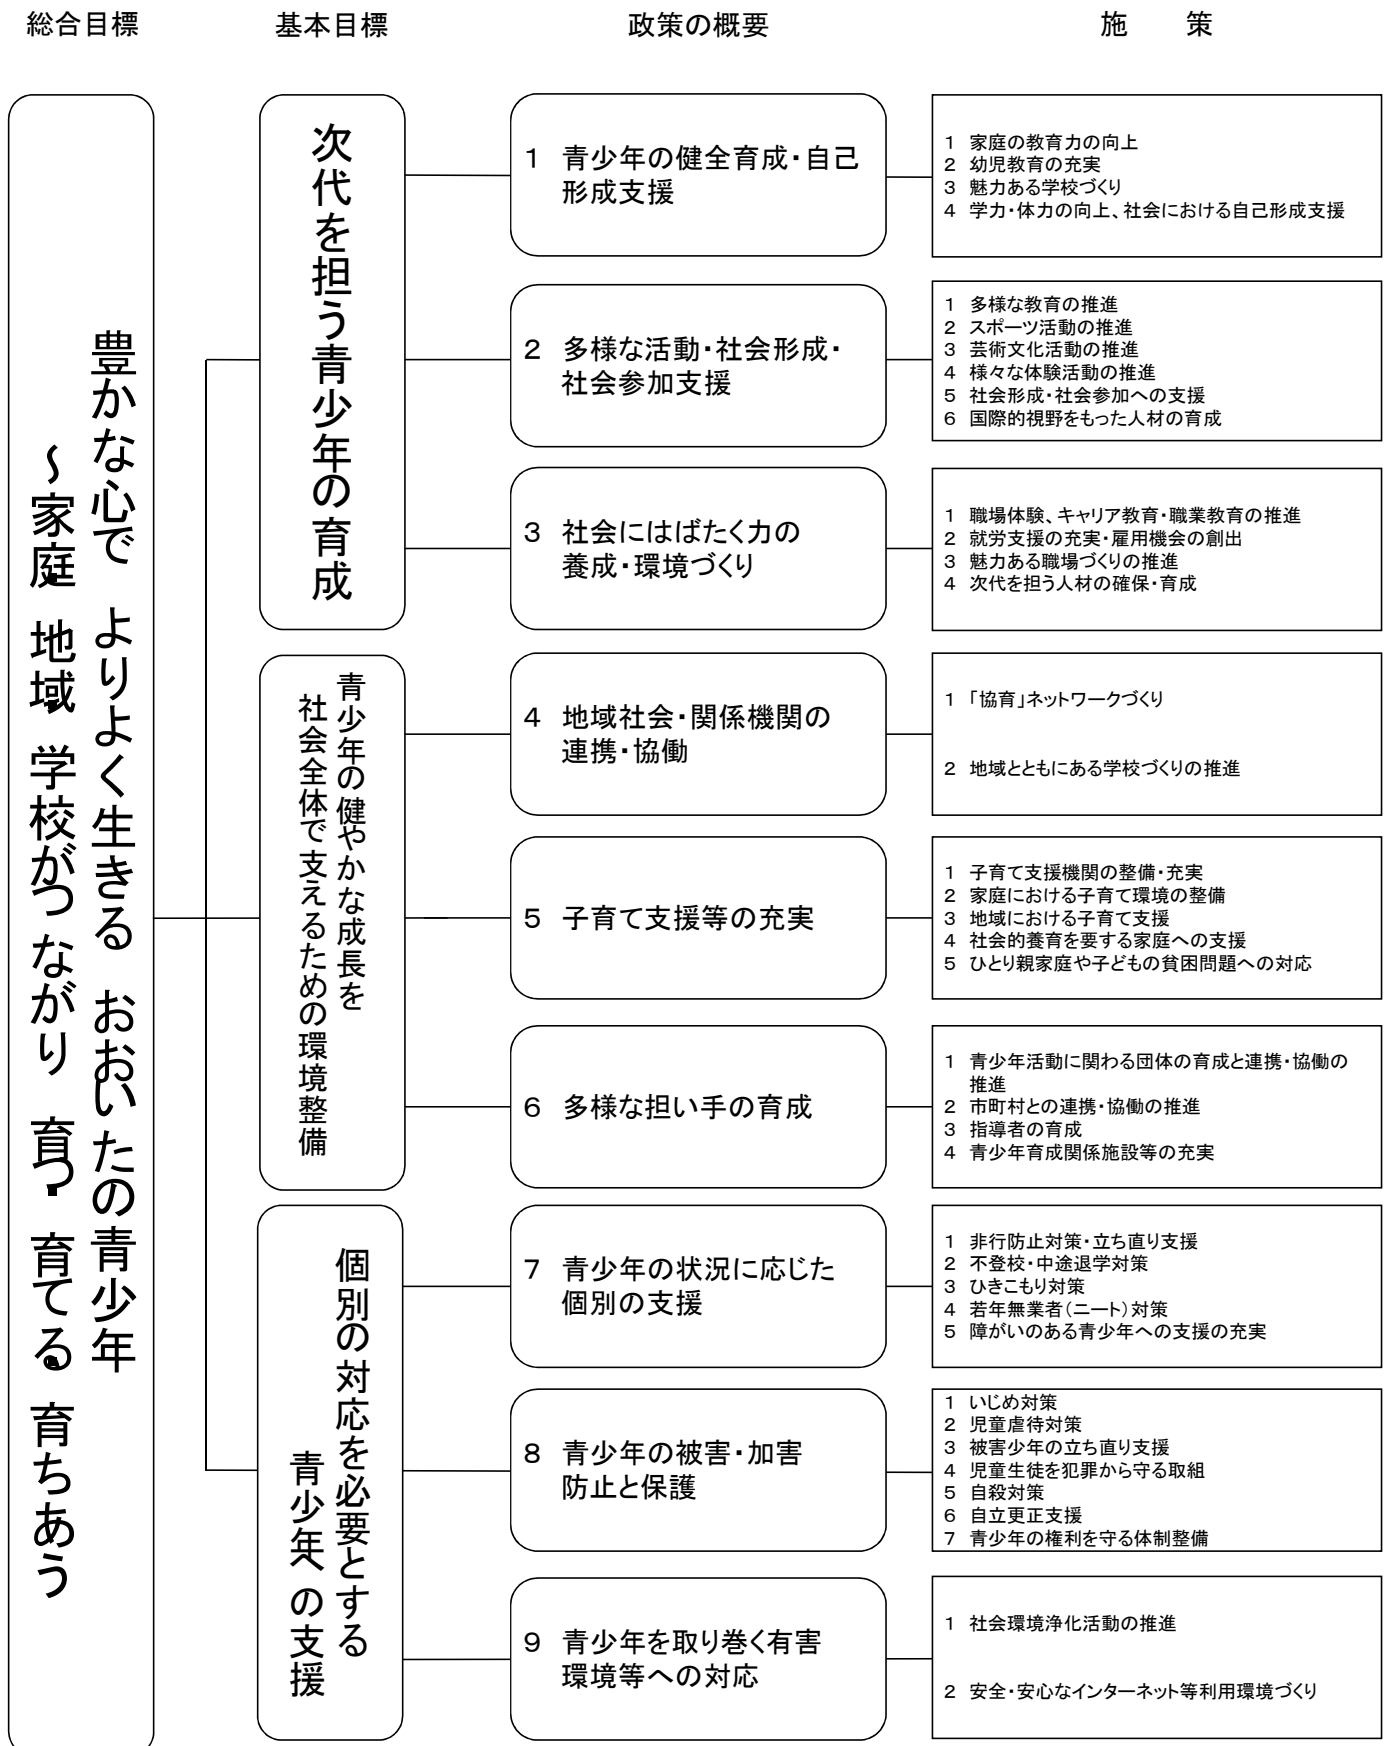 総合目標
基本目標
政策の概要
施　策
豊かな心で よりよく生きる おおいたの青少年
～家庭・地域・学校がつながり 育つ・育てる・育ちあう
次代を担う青少年の育成
1 青少年の健全育成・自己
形成支援
1 家庭の教育力の向上
2 幼児教育の充実
3 魅力ある学校づくり
4 学力・体力の向上、社会における自己形成支援
2 多様な活動・社会形成・
社会参加支援
1 多様な教育の推進
2 スポーツ活動の推進
3 芸術文化活動の推進
4 様々な体験活動の推進
5 社会形成・社会参加への支援
6 国際的視野をもった人材の育成
3 社会にはばたく力の
養成・環境づくり
1 職場体験、キャリア教育・職業教育の推進
2 就労支援の充実・雇用機会の創出
3 魅力ある職場づくりの推進
4 次代を担う人材の確保・育成
青少年の健やかな成長を
社会全体で支えるための環境整備
4 地域社会・関係機関の
連携・協働
1 「協育」ネットワークづくり
2 地域とともにある学校づくりの推進
5 子育て支援等の充実
1 子育て支援機関の整備・充実
2 家庭における子育て環境の整備
3 地域における子育て支援
4 社会的養育を要する家庭への支援
5 ひとり親家庭や子どもの貧困問題への対応
6 多様な担い手の育成
1 青少年活動に関わる団体の育成と連携・協働の
推進
2 市町村との連携・協働の推進
3 指導者の育成
4 青少年育成関係施設等の充実
個別の対応を必要とする
青少年への支援
7 青少年の状況に応じた
個別の支援
1 非行防止対策・立ち直り支援
2 不登校・中途退学対策
3 ひきこもり対策
4 若年無業者（ニート）対策
5 障がいのある青少年への支援の充実
8 青少年の被害・加害
防止と保護
1 いじめ対策
2 児童虐待対策
3 被害少年の立ち直り支援
4 児童生徒を犯罪から守る取組
5 自殺対策
6 自立更正支援
7 青少年の権利を守る体制整備
9 青少年を取り巻く有害
環境等への対応
1 社会環境浄化活動の推進
2 安全・安心なインターネット等利用環境づくり